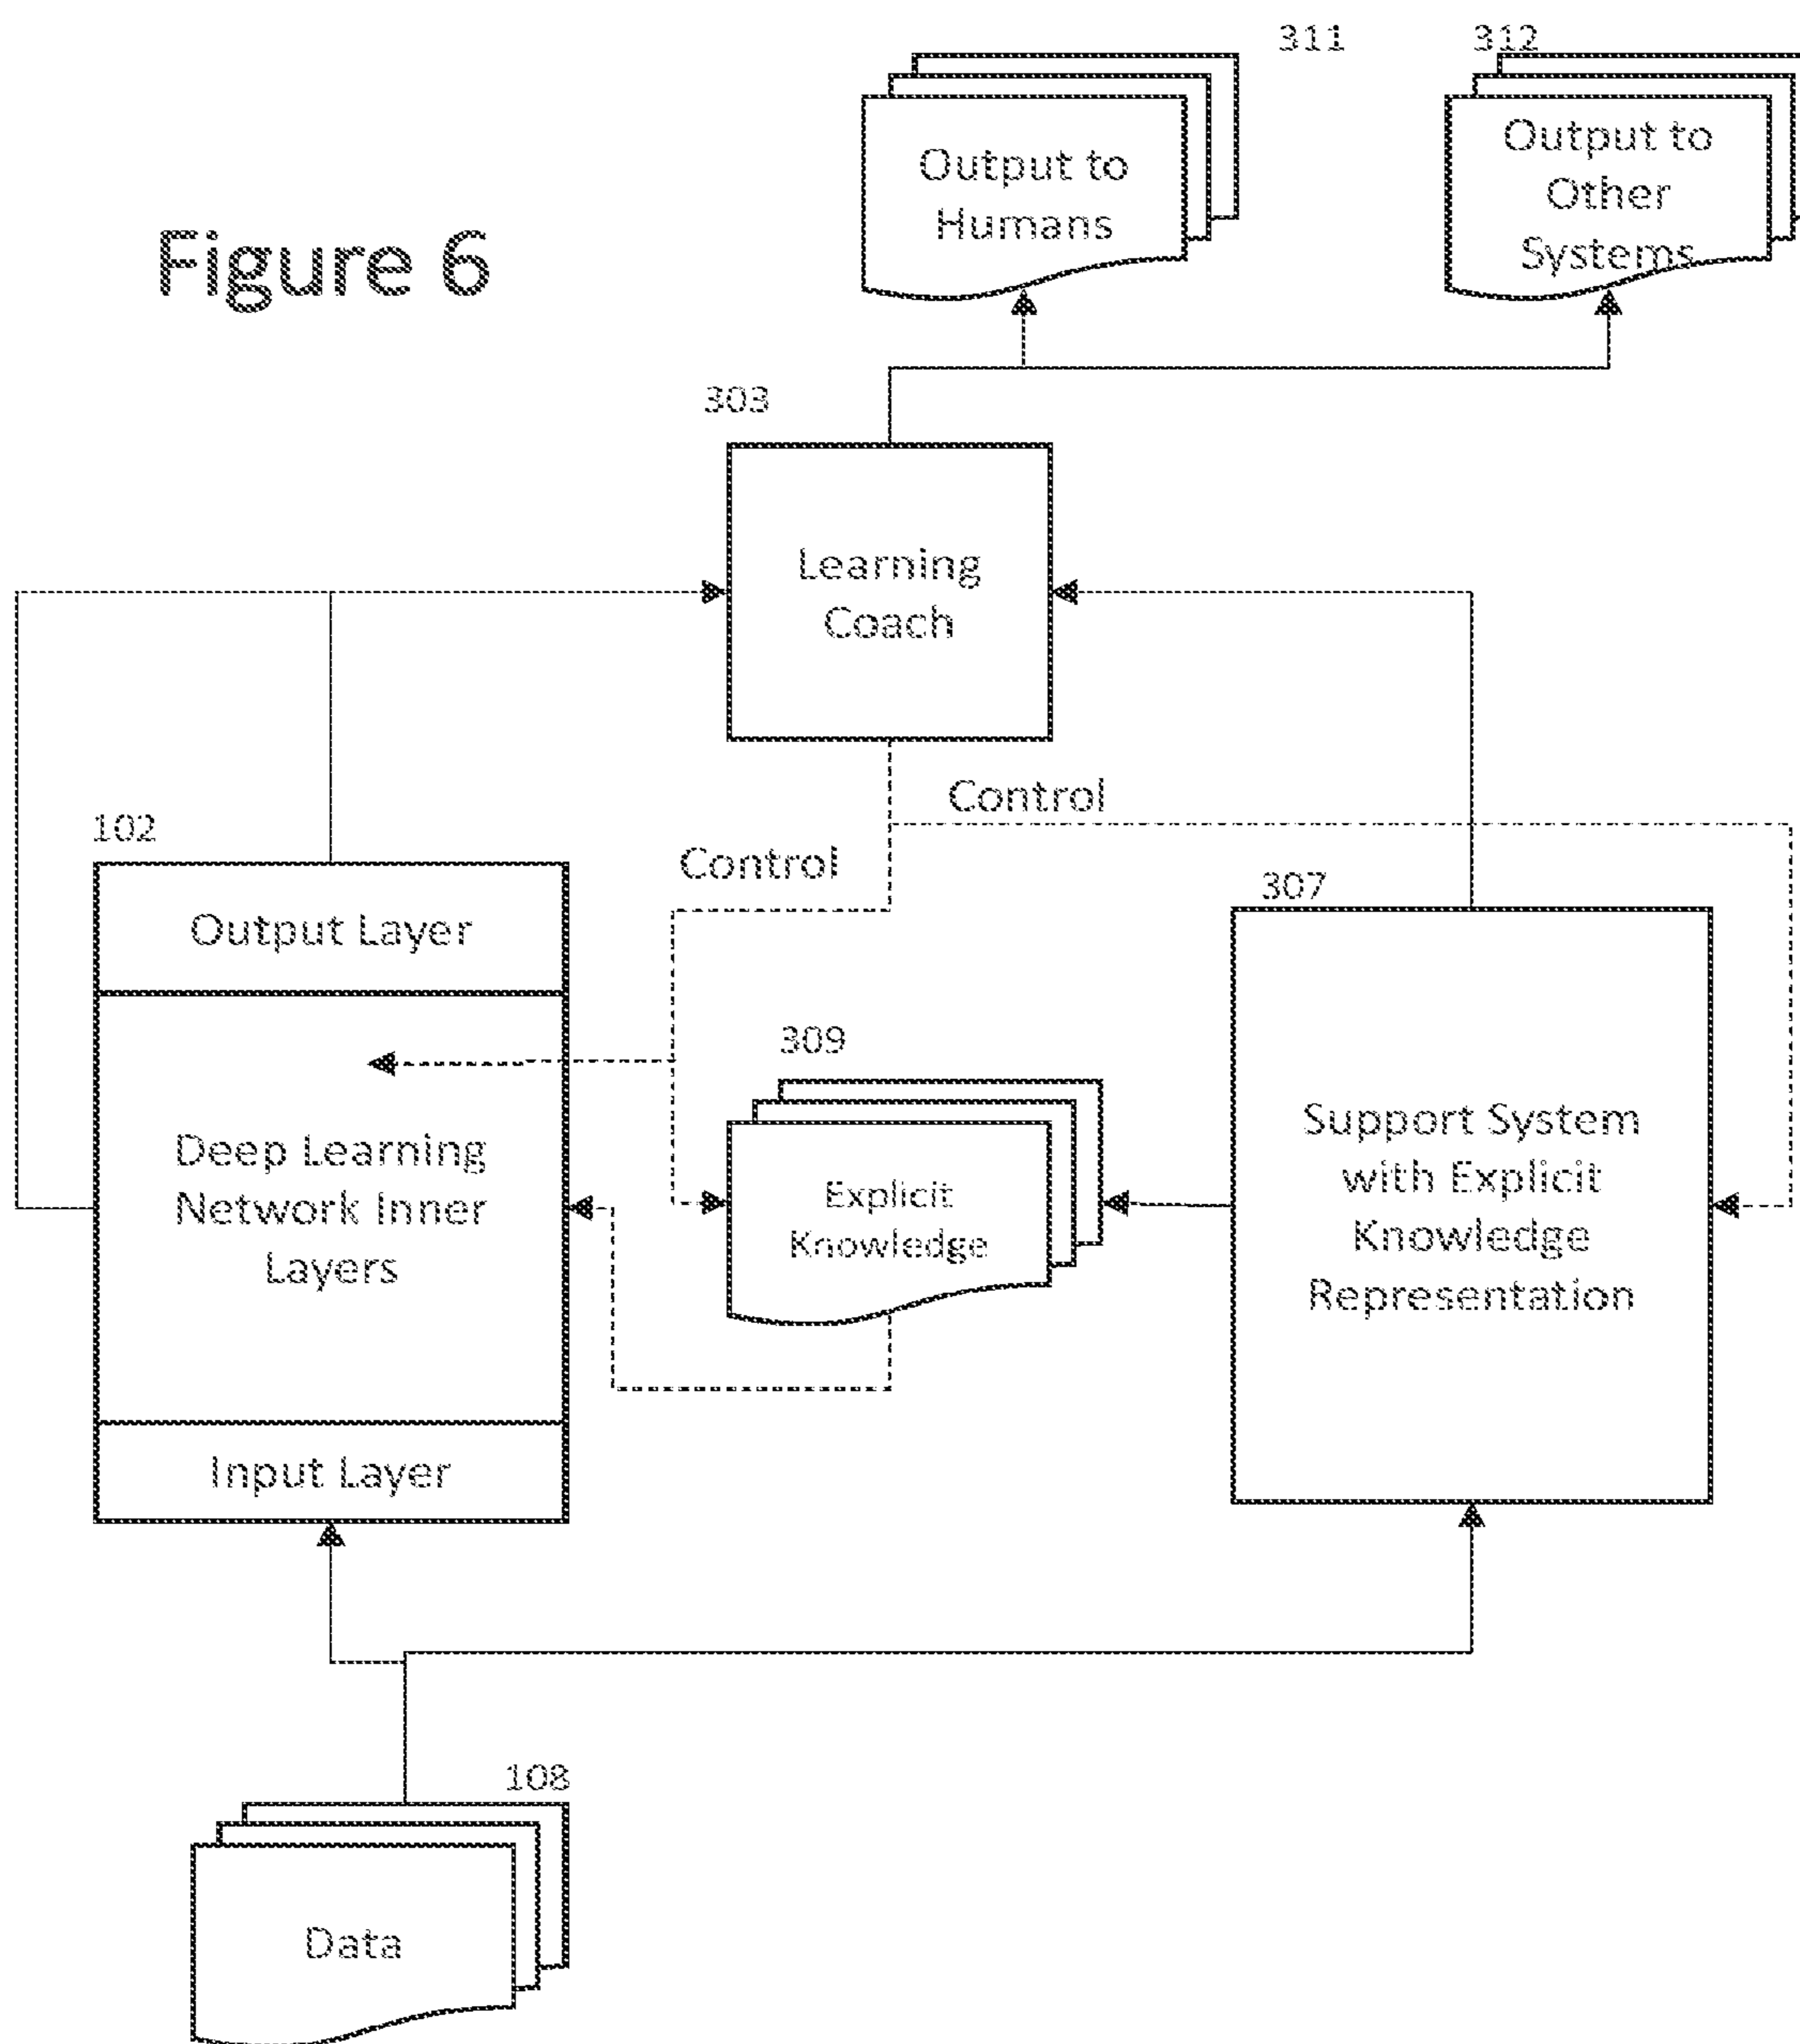 311
312
Output to
Humans
Output to
Other
Systems
Figure 6
303
Learning
Coach
Control
Control
102
307
Output Layer
309
Deep Learning
Network Inner
Layers
Explicit
Knowledge
Support System
with Explicit
Knowledge
Representation
Input Layer
108
Data